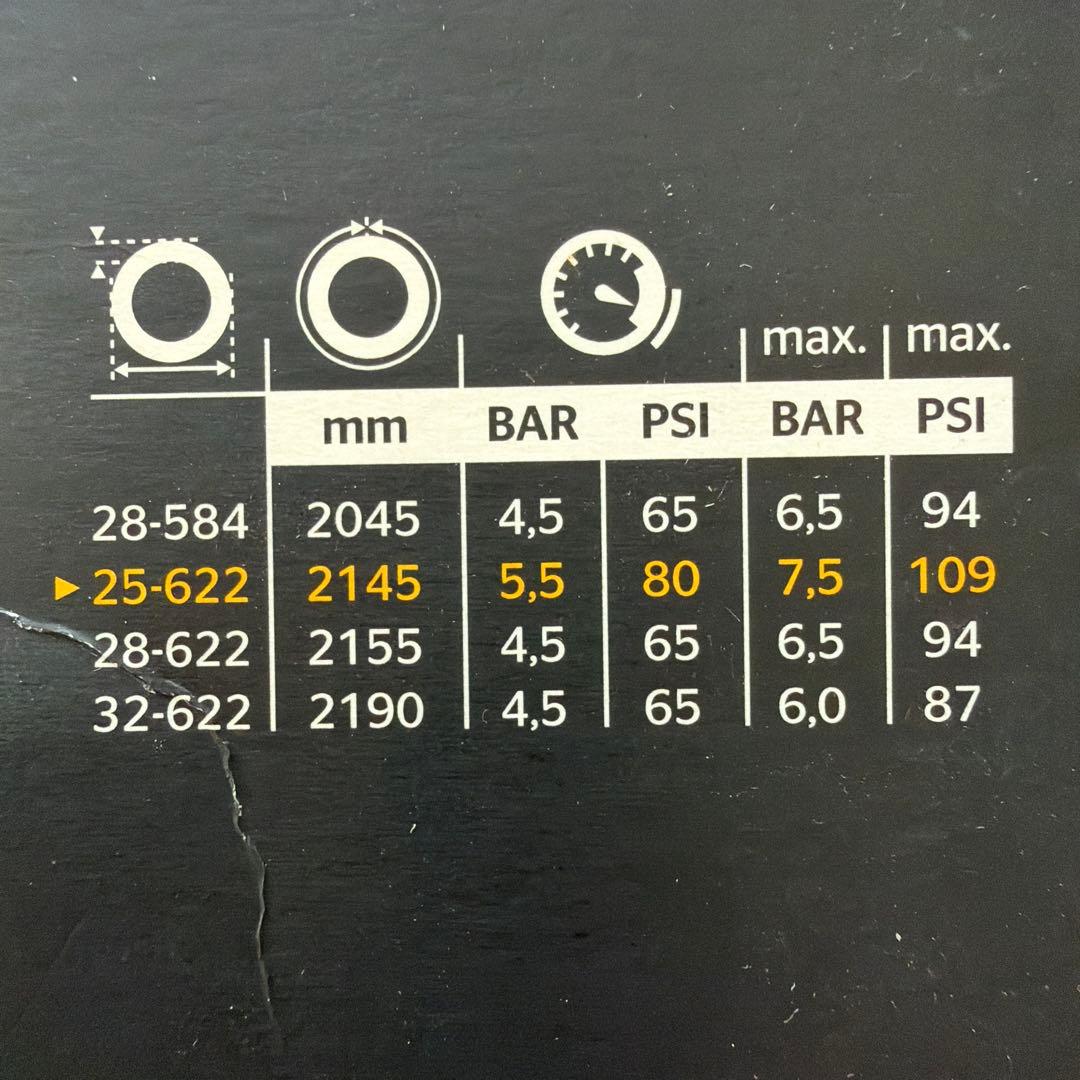 max. max.
mm BAR PSI BAR PSI
28-584 2045 4,5 65 6,5 94
25-622 2145 5,5 80 7,5 109
28-622 2155 4,5 65 6,5 94
32-622 2190 4,5 65 6,0 87